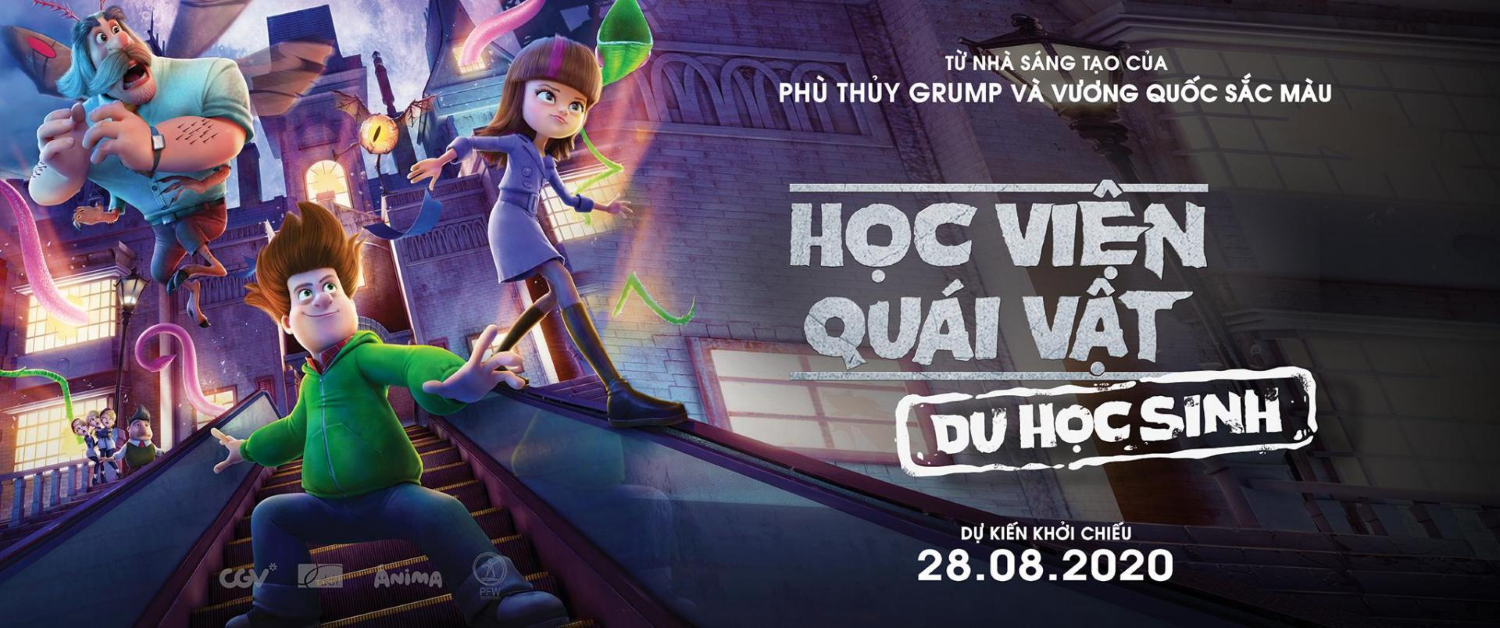 TỪ NHÀ SÁNG TẠO CỦA
PHÙ THỦY GRUMP VÀ VƯƠNG QUỐC SẮC MÀU
HỌC VIỆN
QUÁI VẬT
DU HỌC SINH
DỰ KIẾN KHỞI CHIẾU
28.08.2020
CGV
ANIMA
PFW